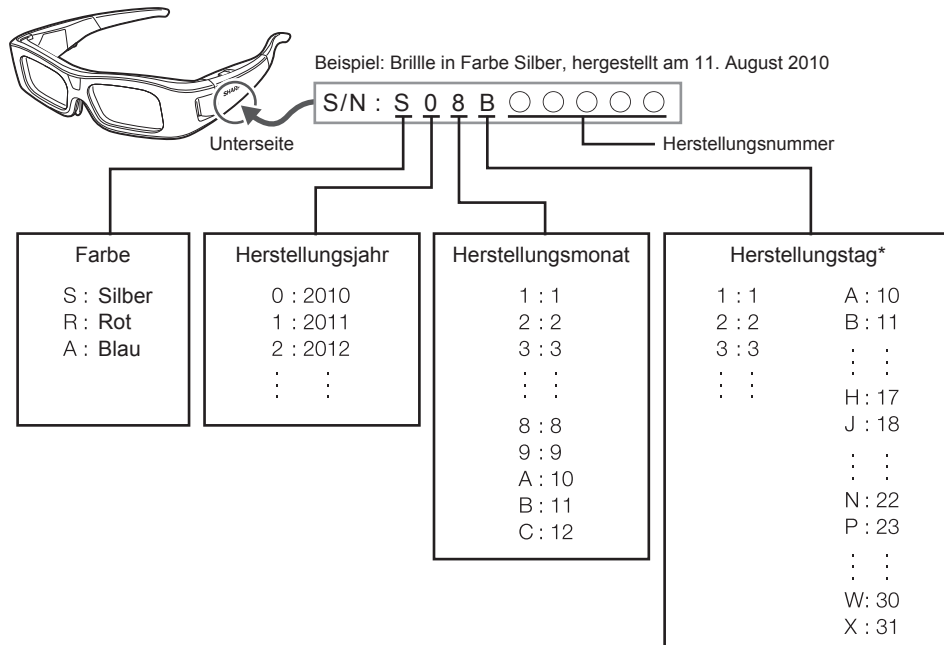 Beispiel: Brillle in Farbe Silber, hergestellt am 11. August 2010
SHARP
S/N : S 0 8 B ○ ○ ○ ○ ○
Unterseite
Herstellungsnummer
Farbe
S : Silber
R : Rot
A : Blau
Herstellungsjahr
0 : 2010
1 : 2011
2 : 2012
: :
Herstellungsmonat
1 : 1
2 : 2
3 : 3
: :
8 : 8
9 : 9
A : 10
B : 11
C : 12
Herstellungstag*
1 : 1
2 : 2
3 : 3
: :
A : 10
B : 11
: :
H : 17
J : 18
: :
N : 22
P : 23
: :
W : 30
X : 31